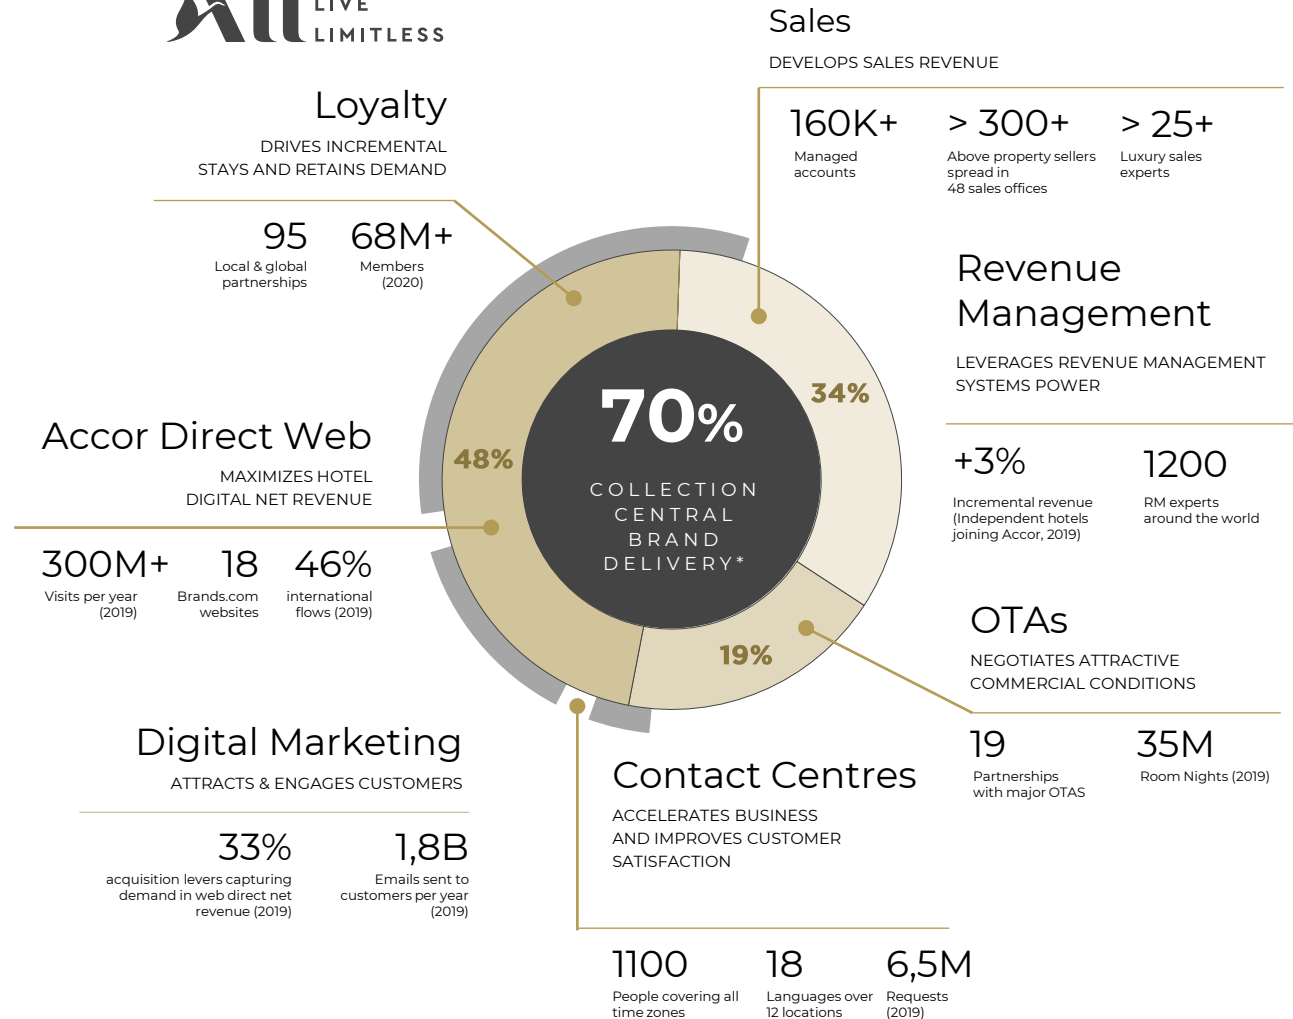 All
LIVE
LIMITLESS
Loyalty
DRIVES INCREMENTAL
STAYS AND RETAINS DEMAND
95
Local & global
partnerships
68M+
Members
(2020)
Sales
DEVELOPS SALES REVENUE
160K+
Managed
accounts
> 300+
Above property sellers
spread in
48 sales offices
> 25+
Luxury sales
experts
Revenue
Management
LEVERAGES REVENUE MANAGEMENT
SYSTEMS POWER
+3%
Incremental revenue
(Independent hotels
joining Accor, 2019)
1200
RM experts
around the world
Accor Direct Web
MAXIMIZES HOTEL
DIGITAL NET REVENUE
300M+
Visits per year
(2019)
18
Brands.com
websites
46%
international
flows (2019)
48%
34%
19%
70%
COLLECTION
CENTRAL
BRAND
DELIVERY*
OTAs
NEGOTIATES ATTRACTIVE
COMMERCIAL CONDITIONS
19
Partnerships
with major OTAS
35M
Room Nights (2019)
Digital Marketing
ATTRACTS & ENGAGES CUSTOMERS
33%
acquisition levers capturing
demand in web direct net
revenue (2019)
1,8B
Emails sent to
customers per year
(2019)
Contact Centres
ACCELERATES BUSINESS
AND IMPROVES CUSTOMER
SATISFACTION
1100
People covering all
time zones
18
Languages over
12 locations
6,5M
Requests
(2019)